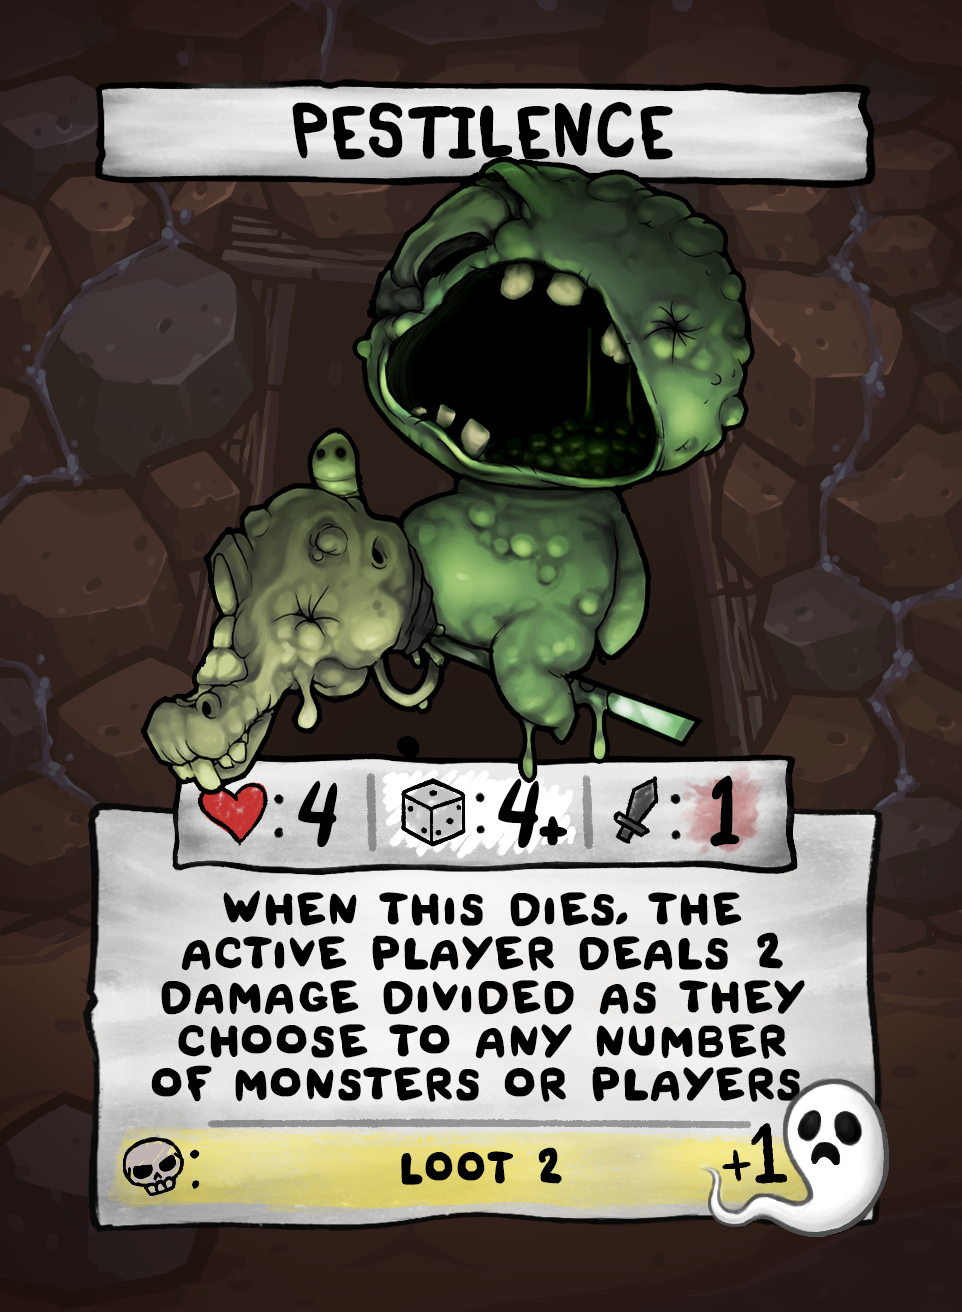 PESTILENCE
: 4 : 4+ : 1
WHEN THIS DIES, THE
ACTIVE PLAYER DEALS 2
DAMAGE DIVIDED AS THEY
CHOOSE TO ANY NUMBER
OF MONSTERS OR PLAYERS
: LOOT 2 +1